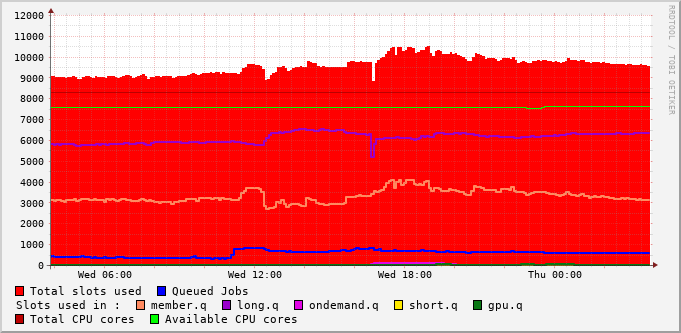 12000
11000
10000
9000
8000
7000
6000
5000
4000
3000
2000
1000
0
Wed 06:00 Wed 12:00 Wed 18:00 Thu 00:00
Total slots used Queued Jobs
Slots used in : member.q long.q ondemand.q short.q gpu.q
Total CPU cores Available CPU cores
RRDTOOL / TOBI OETIKER